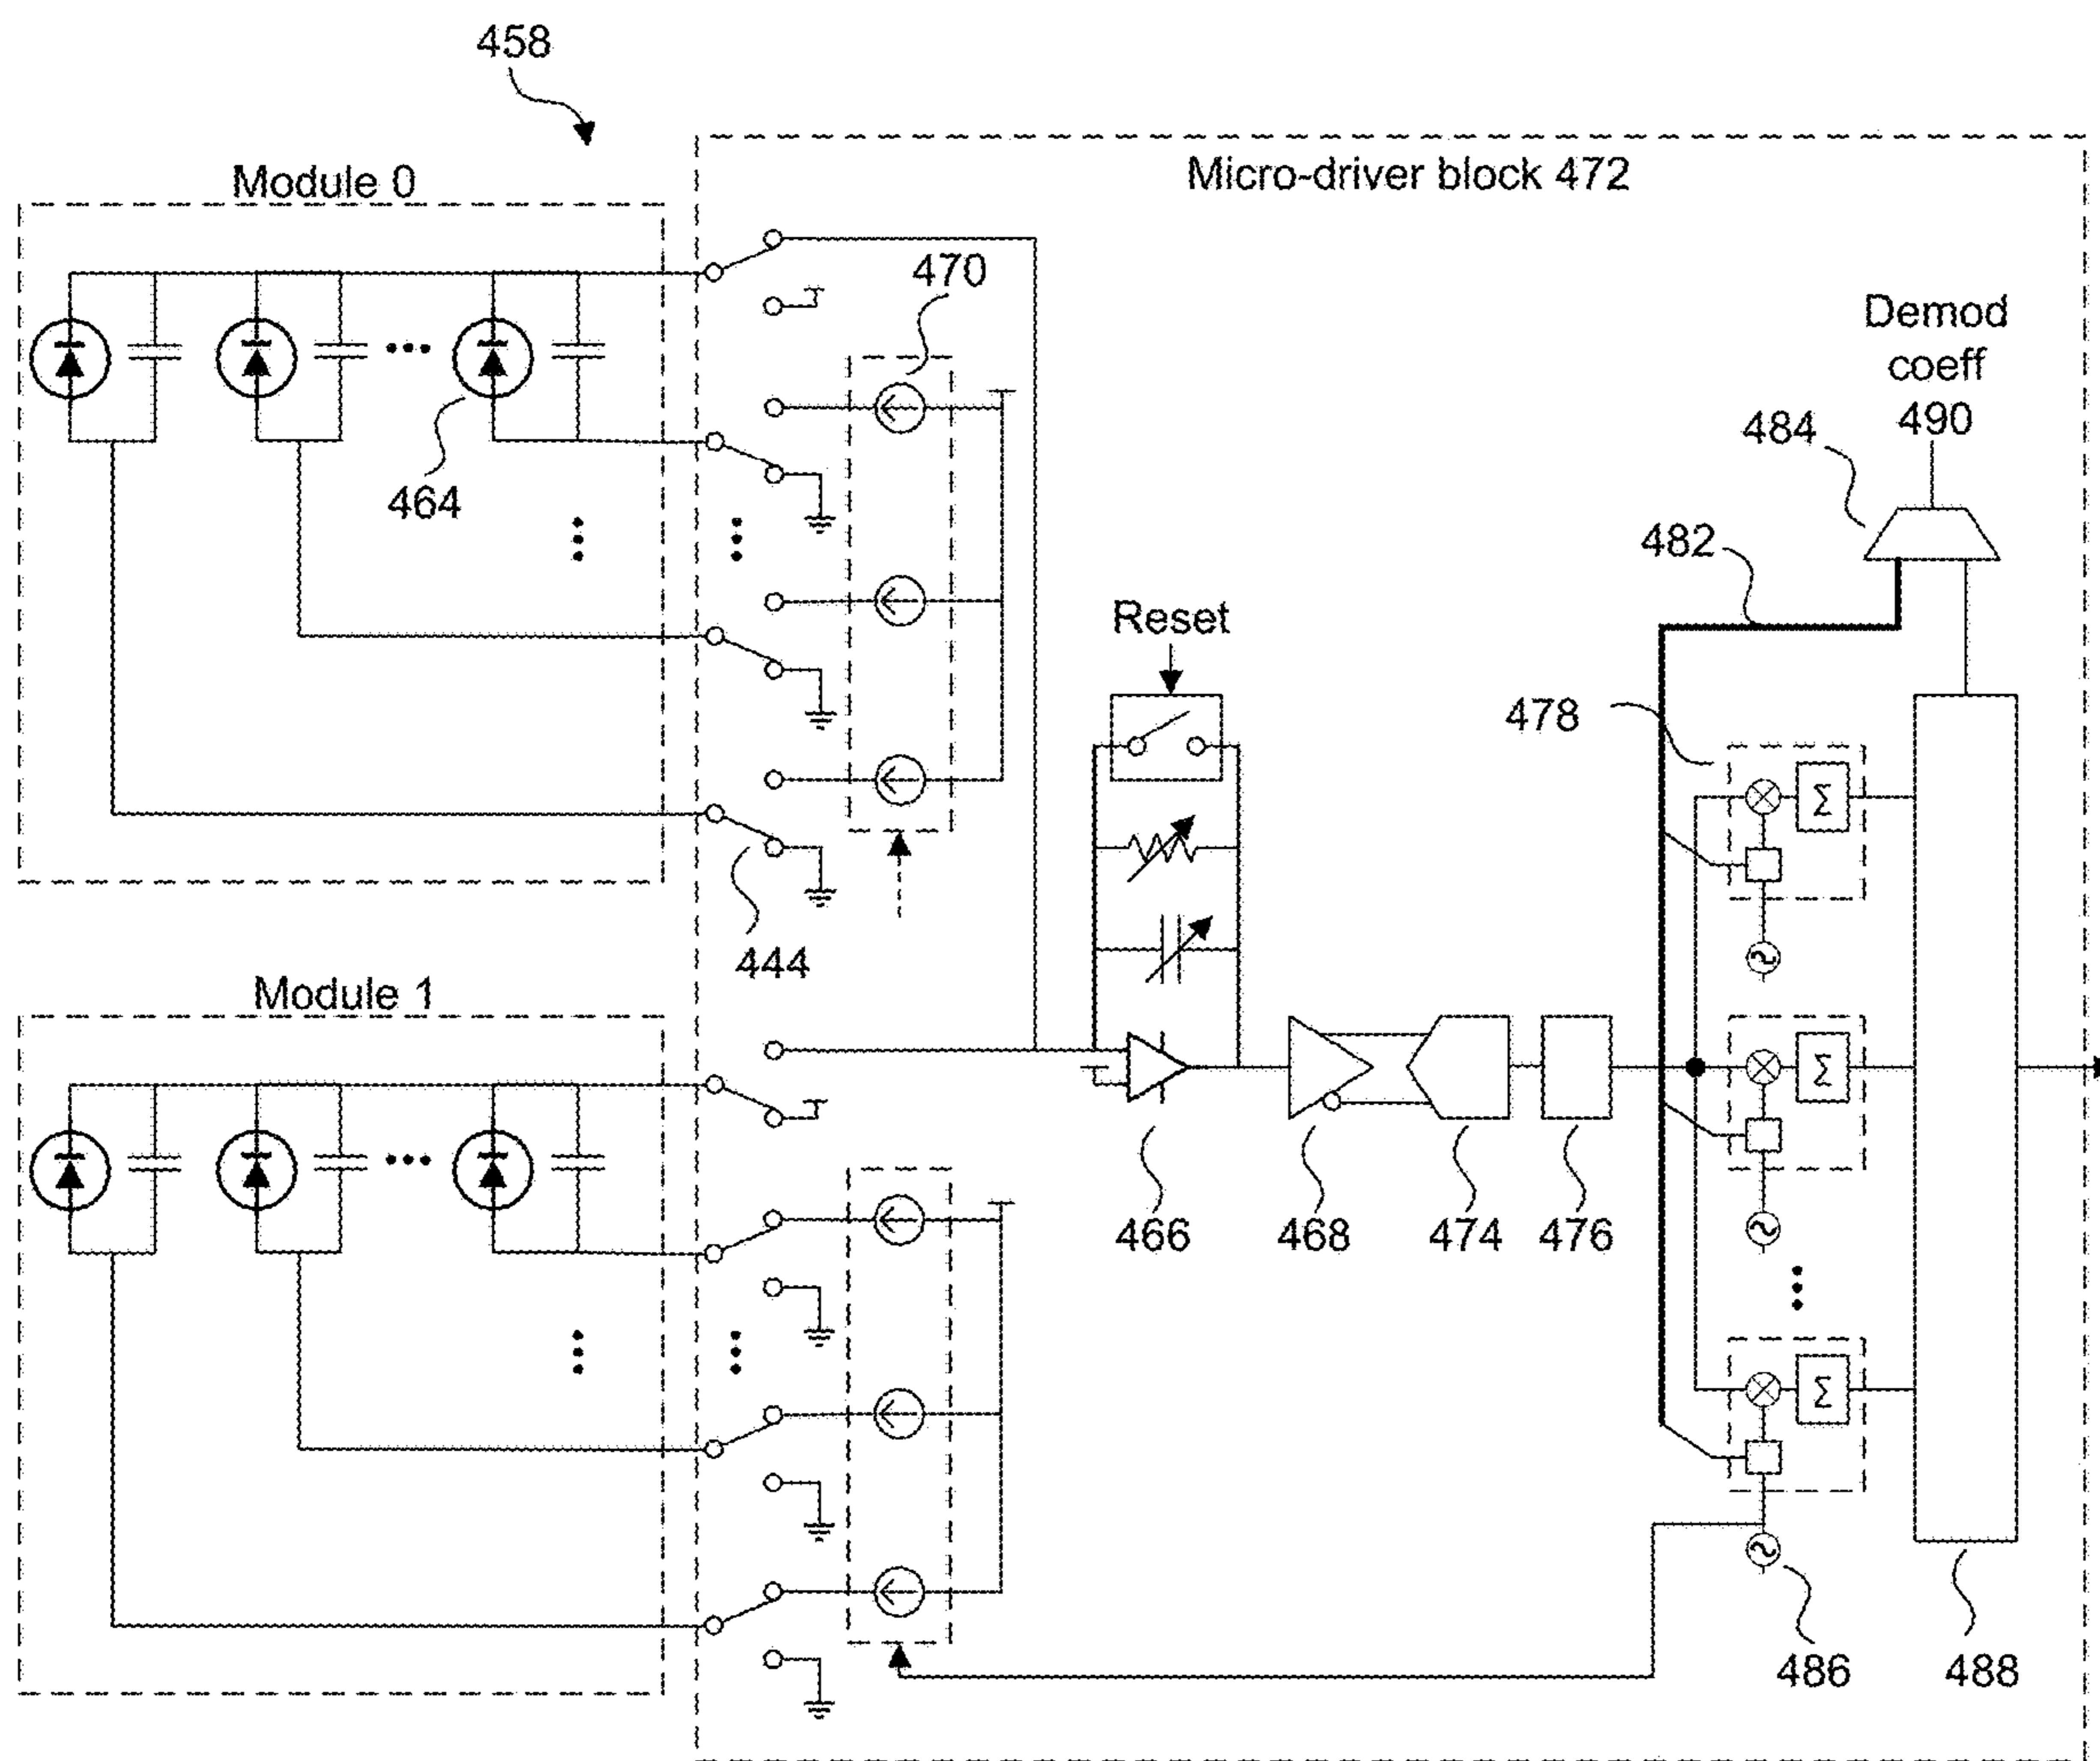 458
Micro-driver block 472
Module 0
470
Demod
coeff
490
484
464
482
Reset
478
444
Module 1
Σ
Σ
466
468
474
476
Σ
486
488